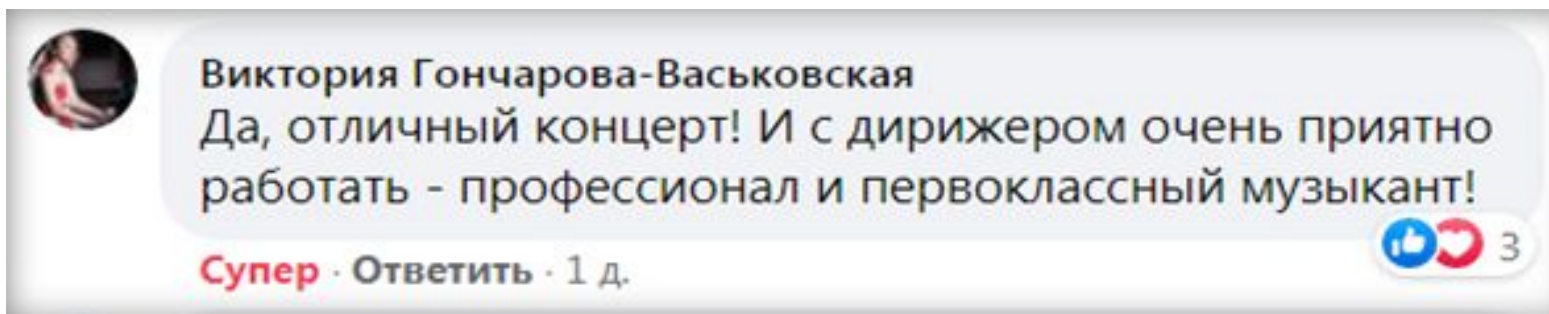 Виктория Гончарова-Васьковская
Да, отличный концерт! И с дирижером очень приятно
работать - профессионал и первоклассный музыкант!
3
Супер · Ответить · 1 д.